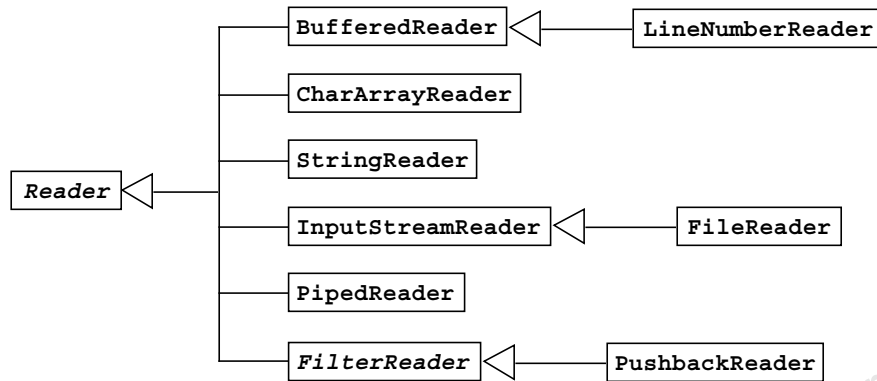 BufferedReader
LineNumberReader
CharArrayReader
StringReader
Reader
InputStreamReader
FileReader
PipedReader
FilterReader
PushbackReader